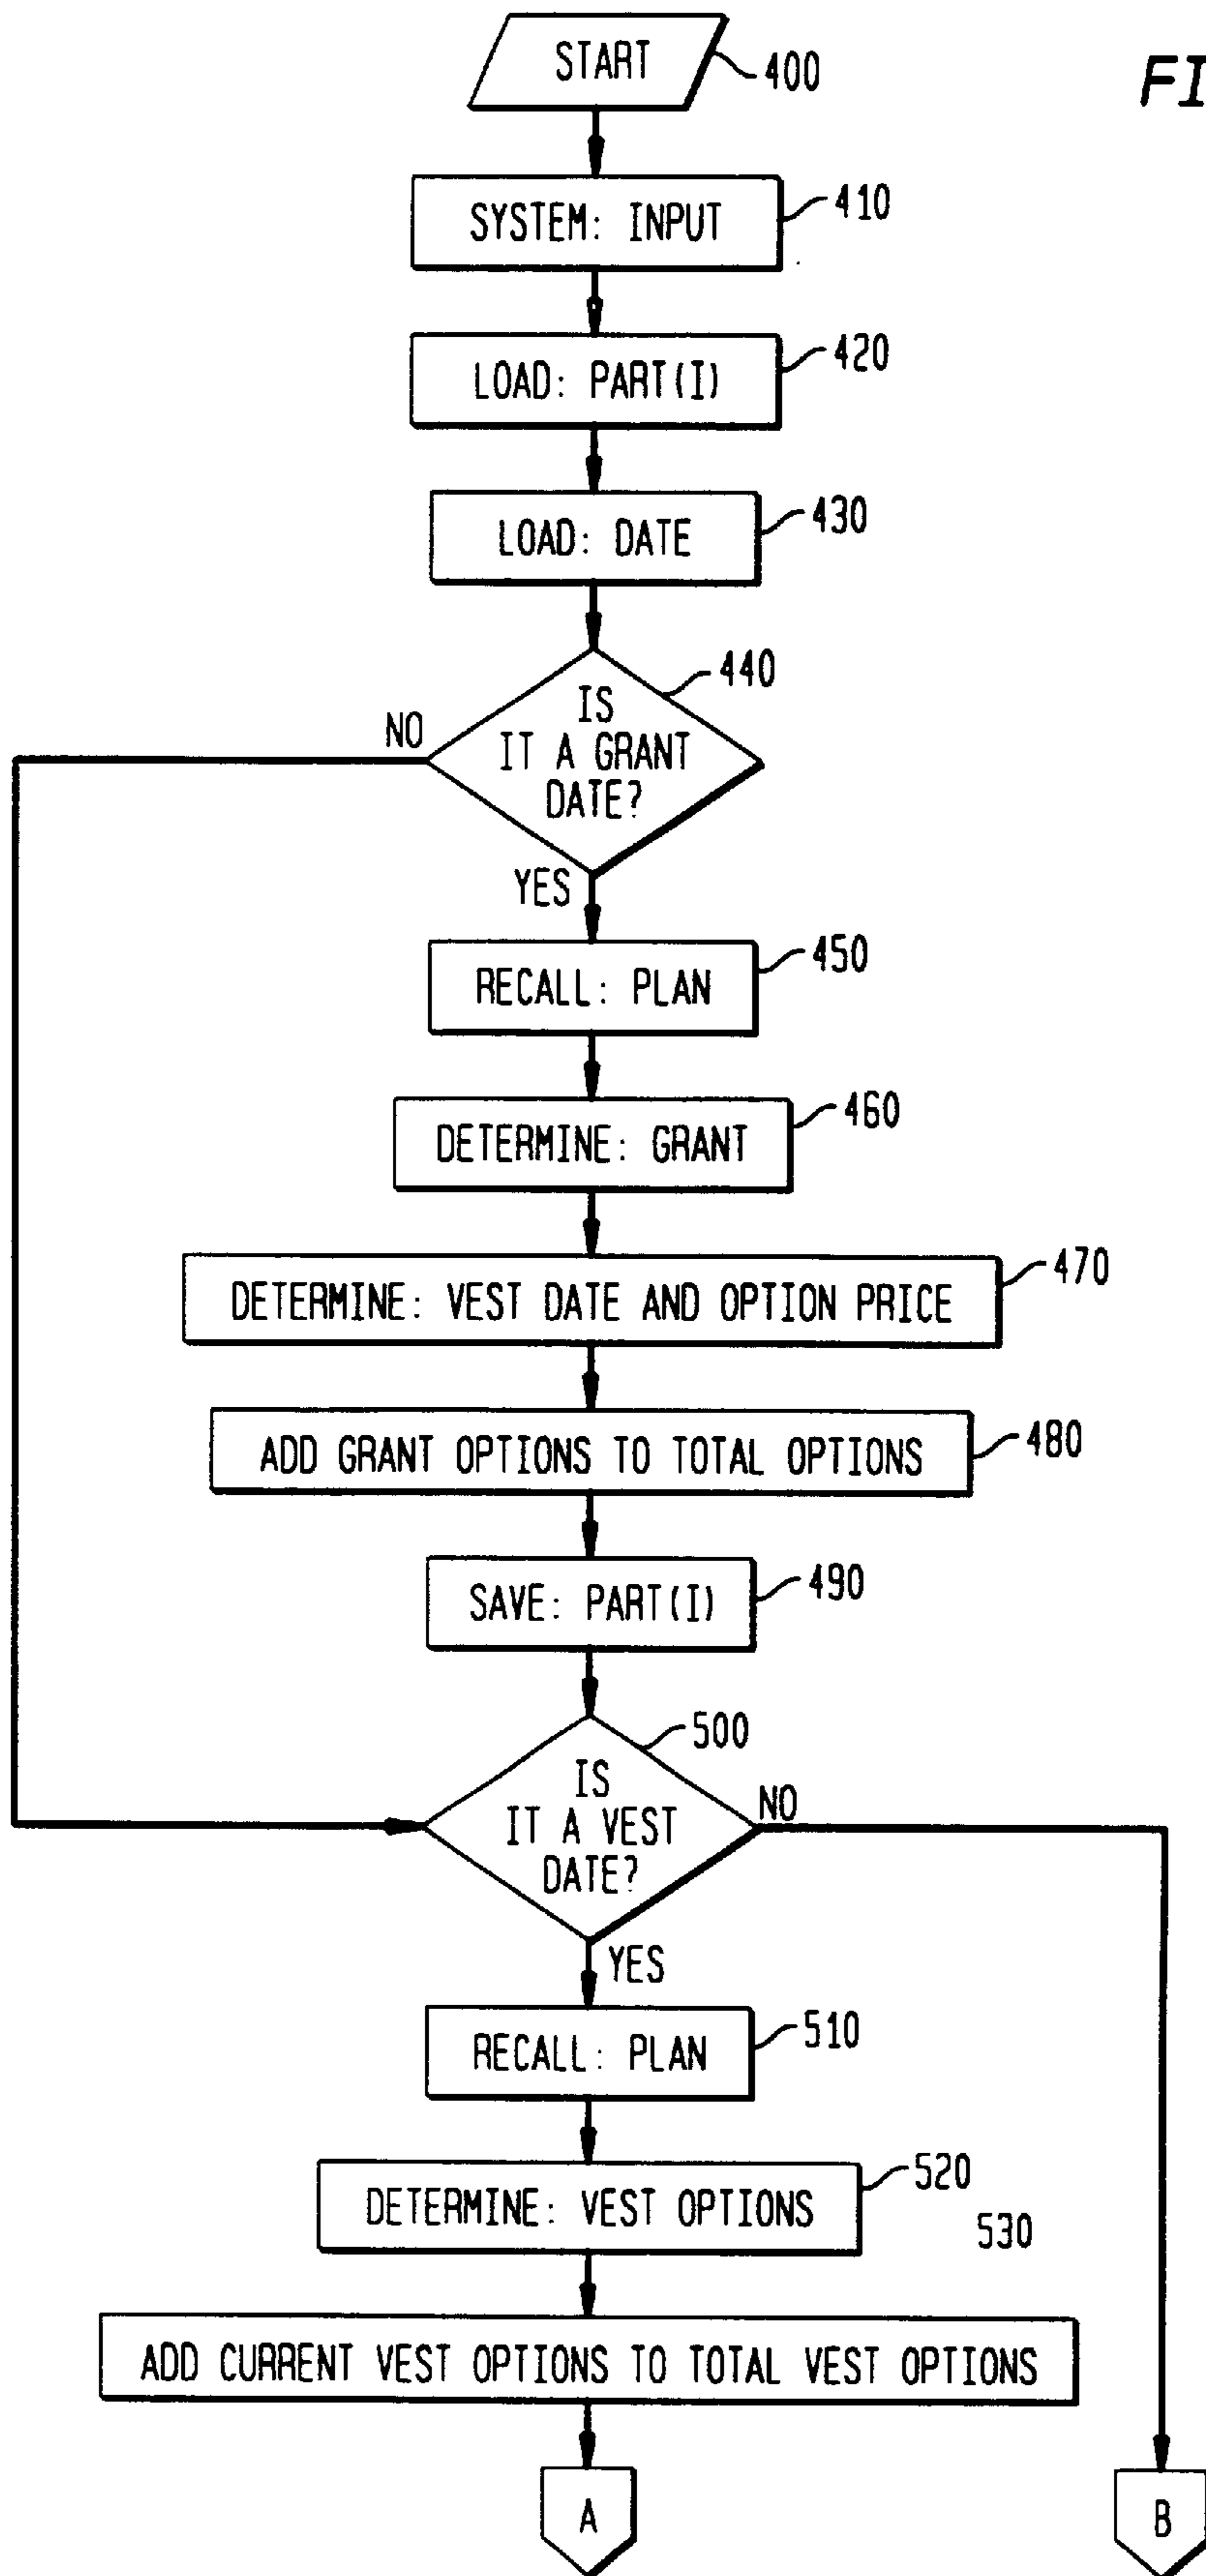 START
400
FI
SYSTEM: INPUT
410
LOAD: PART(I)
420
LOAD: DATE
430
440
IS
IT A GRANT
DATE?
NO
YES
RECALL: PLAN
450
DETERMINE: GRANT
460
DETERMINE: VEST DATE AND OPTION PRICE
470
ADD GRANT OPTIONS TO TOTAL OPTIONS
480
SAVE: PART(I)
490
500
IS
IT A VEST
DATE?
NO
YES
RECALL: PLAN
510
DETERMINE: VEST OPTIONS
520
530
ADD CURRENT VEST OPTIONS TO TOTAL VEST OPTIONS
A
B